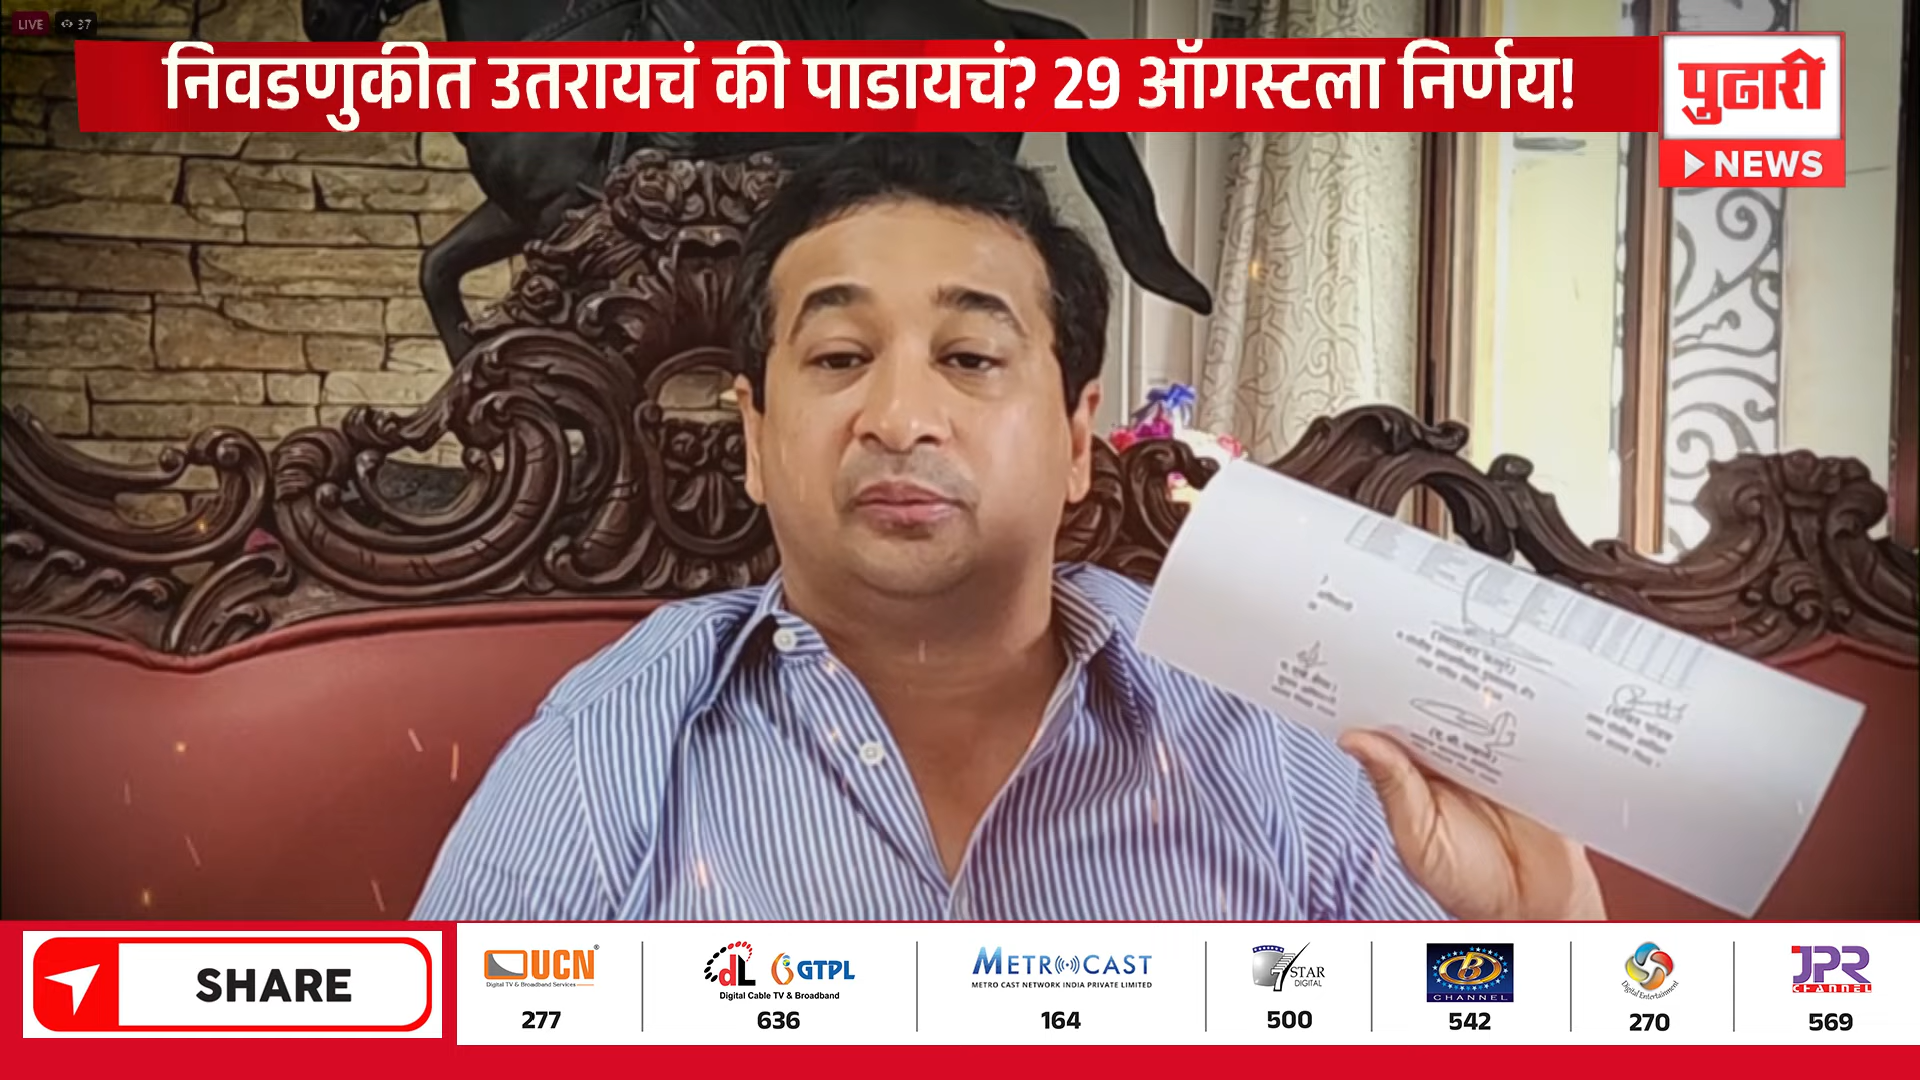 LIVE 37
निवडणुकीत उतरायचं की पाडायचं? 29 ऑगस्टला निर्णय!
पुढारी
NEWS
SHARE
UCN
Digital TV & Broadband Services
277
dL GTPL
Digital Cable TV & Broadband
636
METROCAST
METRO CAST NETWORK INDIA PRIVATE LIMITED
164
7 STAR
DIGITAL
500
B
CHANNEL
542
Digital Entertainment
270
JPR
CHANNEL
569